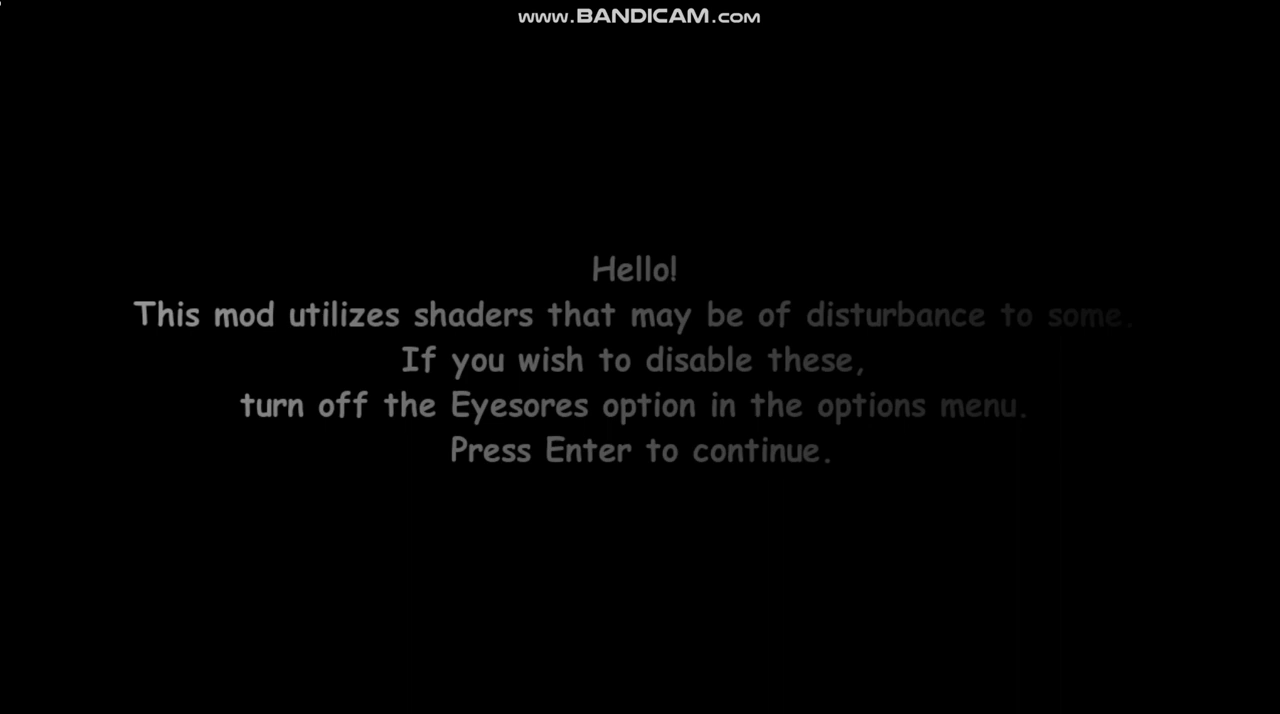 www.BANDICAM.com
Hello!
This mod utilizes shaders that may be of disturbance to some.
If you wish to disable these,
turn off the Eyesores option in the options menu.
Press Enter to continue.